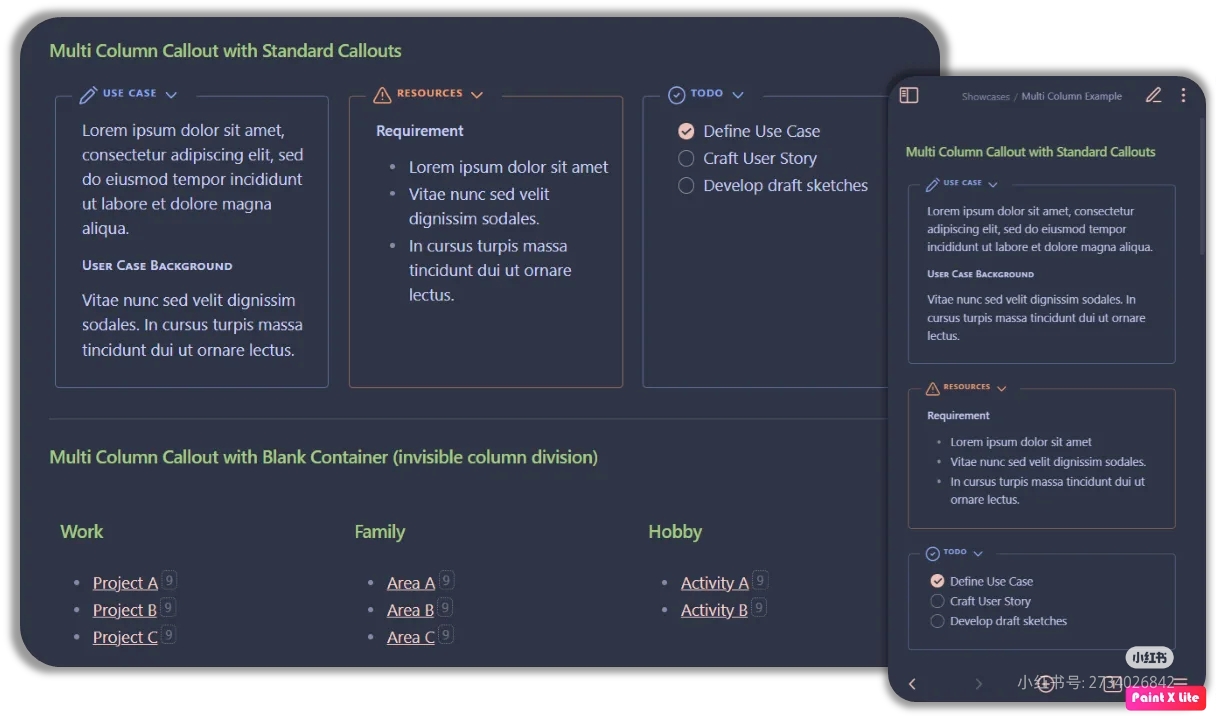 Multi Column Callout with Standard Callouts
USE CASE
Lorem ipsum dolor sit amet,
consectetur adipiscing elit, sed
do eiusmod tempor incididunt
ut labore et dolore magna
aliqua.
USER CASE BACKGROUND
Vitae nunc sed velit dignissim
sodales. In cursus turpis massa
tincidunt dui ut ornare lectus.
RESOURCES
Requirement
Lorem ipsum dolor sit amet
Vitae nunc sed velit
dignissim sodales.
In cursus turpis massa
tincidunt dui ut ornare
lectus.
TODO
Define Use Case
Craft User Story
Develop draft sketches
Multi Column Callout with Blank Container (invisible column division)
Work
Project A 9
Project B 9
Project C 9
Family
Area A 9
Area B 9
Area C 9
Hobby
Activity A 9
Activity B 9
Showcases / Multi Column Example
Multi Column Callout with Standard Callouts
USE CASE
Lorem ipsum dolor sit amet, consectetur
adipiscing elit, sed do eiusmod tempor
incididunt ut labore et dolore magna aliqua.
USER CASE BACKGROUND
Vitae nunc sed velit dignissim sodales. In
cursus turpis massa tincidunt dui ut ornare
lectus.
RESOURCES
Requirement
Lorem ipsum dolor sit amet
Vitae nunc sed velit dignissim sodales.
In cursus turpis massa tincidunt dui ut
ornare lectus.
TODO
Define Use Case
Craft User Story
Develop draft sketches
小红书
小红书号: 2734026842
Paint X Lite